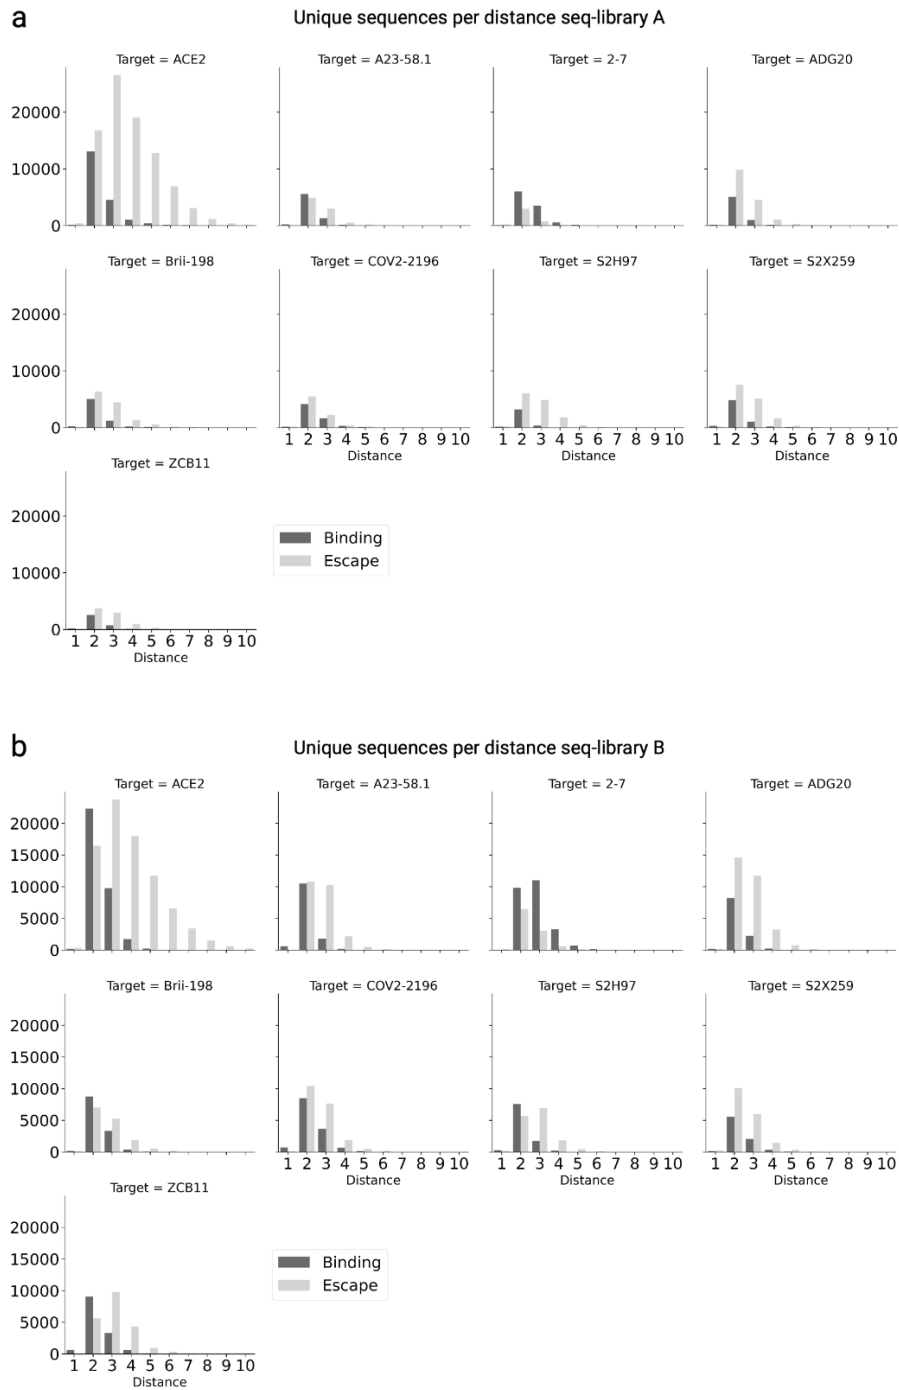 a
Unique sequences per distance seq-library A
Target = ACE2
Target = A23-58.1
Target = 2-7
Target = ADG20
20000
10000
0
Target = Brii-198
Target = COV2-2196
Target = S2H97
Target = S2X259
20000
10000
0
1 2 3 4 5 6 7 8 9 10
1 2 3 4 5 6 7 8 9 10
1 2 3 4 5 6 7 8 9 10
Distance
Distance
Distance
Target = ZCB11
20000
10000
0
1 2 3 4 5 6 7 8 9 10
Distance
Binding
Escape
b
Unique sequences per distance seq-library B
Target = ACE2
Target = A23-58.1
Target = 2-7
Target = ADG20
20000
15000
10000
5000
0
Target = Brii-198
Target = COV2-2196
Target = S2H97
Target = S2X259
20000
15000
10000
5000
0
1 2 3 4 5 6 7 8 9 10
1 2 3 4 5 6 7 8 9 10
1 2 3 4 5 6 7 8 9 10
Distance
Distance
Distance
Target = ZCB11
20000
15000
10000
5000
0
1 2 3 4 5 6 7 8 9 10
Distance
Binding
Escape